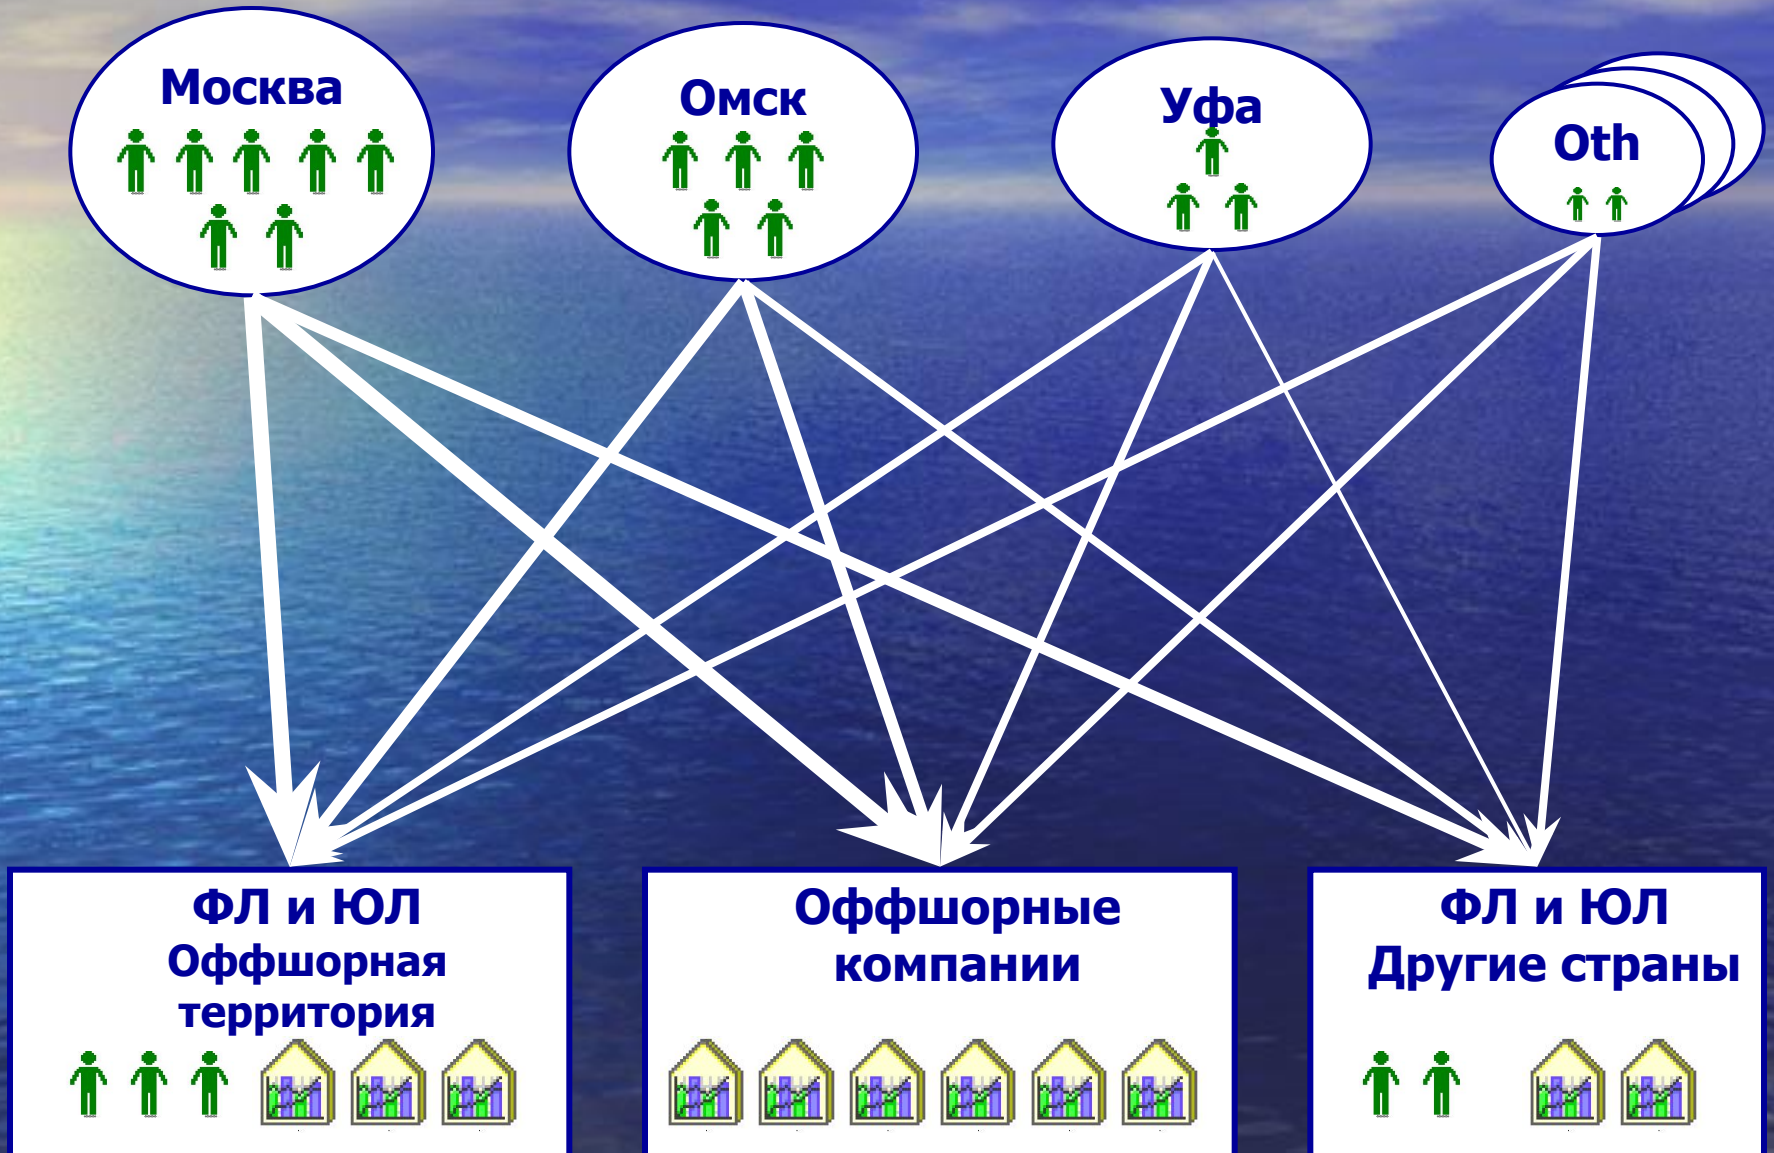 Москва
Омск
Уфа
Oth
ФЛ и ЮЛ
Оффшорная
территория
Оффшорные
компании
ФЛ и ЮЛ
Другие страны